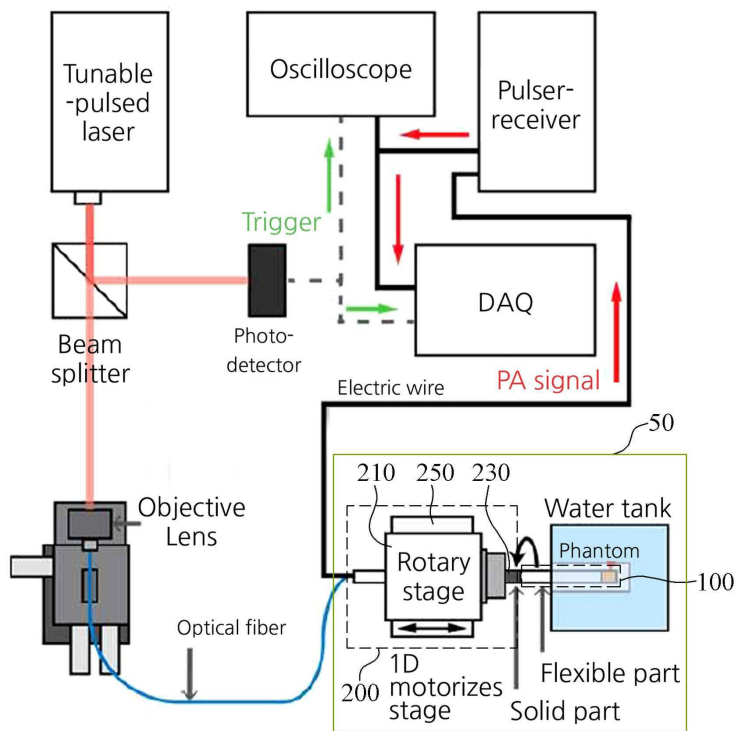 Tunable
-pulsed
laser
Oscilloscope
Pulser-
receiver
Trigger
DAQ
Beam
splitter
Photo-
detector
PA signal
Electric wire
50
Objective
Lens
210
250
230
Water tank
Rotary
stage
Phantom
100
Optical fiber
200
1D
motorizes
stage
Flexible part
Solid part